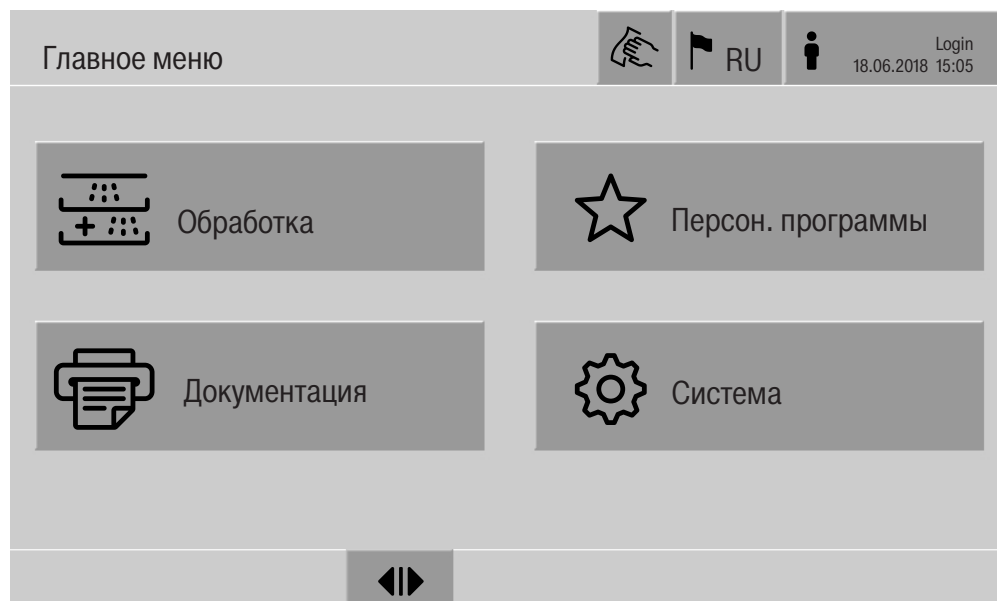 Главное меню
RU
Login
18.06.2018 15:05
Обработка
Персон. программы
Документация
Система